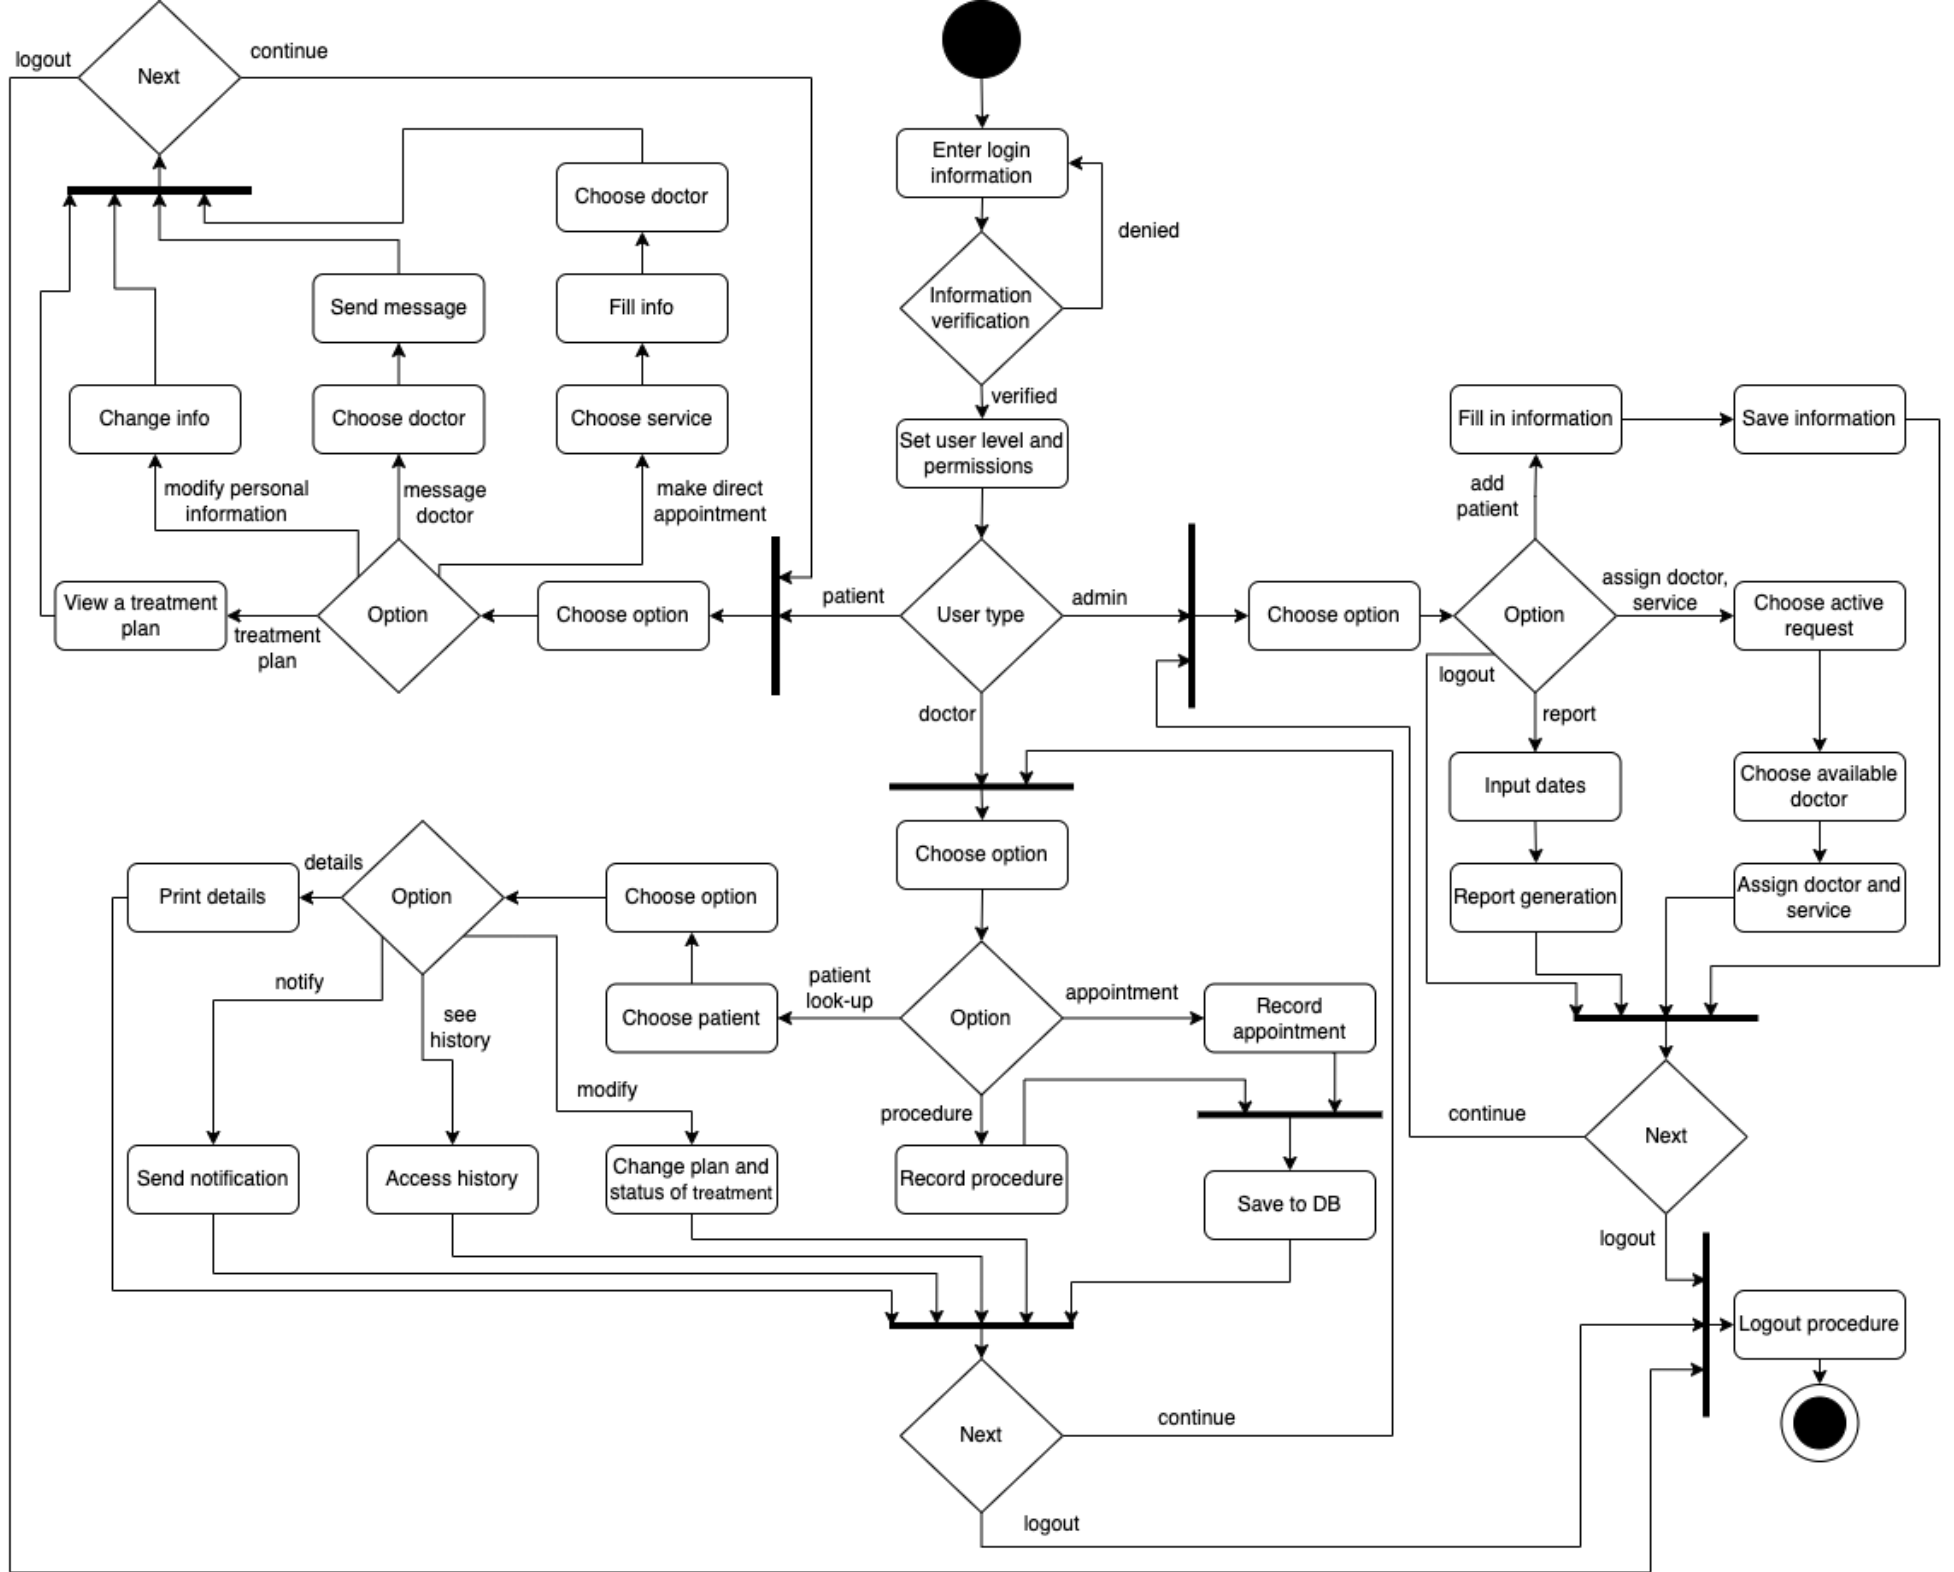 logout
Next
continue
Enter login
information
Choose doctor
denied
Send message
Fill info
Information
verification
verified
Change info
Choose doctor
Choose service
Set user level and
permissions
Fill in information
Save information
modify personal
information
message
doctor
make direct
appointment
add
patient
View a treatment
plan
treatment
plan
Option
Choose option
patient
User type
admin
Choose option
Option
assign doctor,
service
Choose active
request
logout
doctor
report
Input dates
Choose available
doctor
Choose option
Print details
details
Option
Choose option
Report generation
Assign doctor and
service
notify
see
history
patient
look-up
Choose patient
Option
appointment
Record
appointment
modify
procedure
continue
Next
Send notification
Access history
Change plan and
status of treatment
Record procedure
Save to DB
logout
Logout procedure
Next
continue
logout